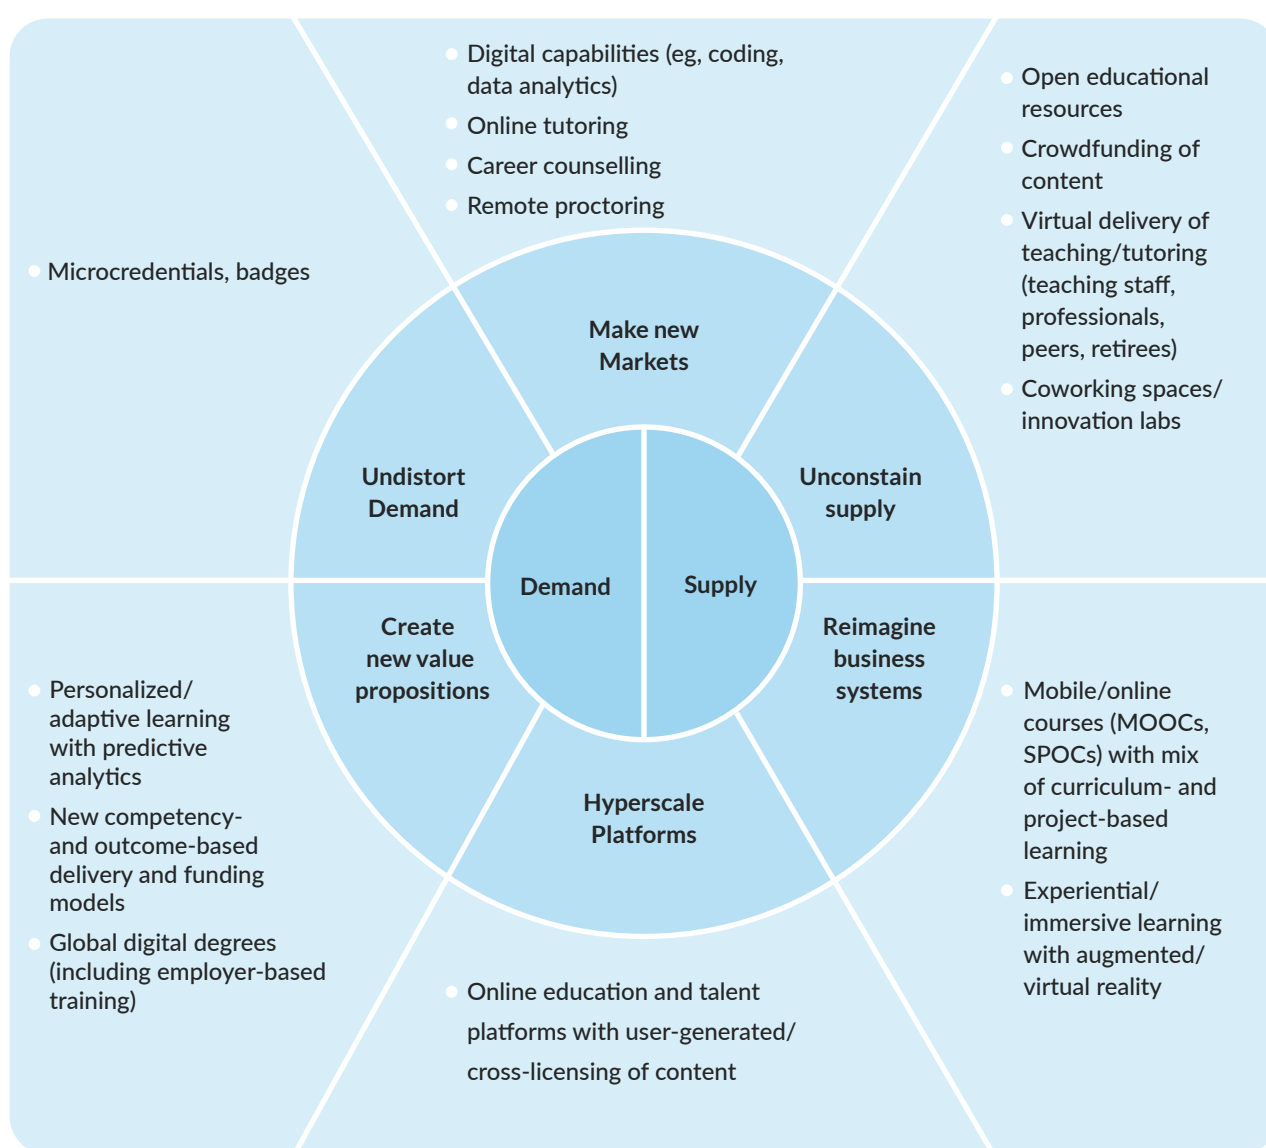 Digital capabilities (eg, coding,
data analytics)
Online tutoring
Career counselling
Remote proctoring
Open educational
resources
Crowdfunding of
content
Virtual delivery of
teaching/tutoring
(teaching staff,
professionals,
peers, retirees)
Coworking spaces/
innovation labs
Microcredentials, badges
Make new
Markets
Undistort
Demand
Unconstain
supply
Demand
Supply
Create
new value
propositions
Reimagine
business
systems
Hyperscale
Platforms
Personalized/
adaptive learning
with predictive
analytics
New competency-
and outcome-based
delivery and funding
models
Global digital degrees
(including employer-based
training)
Mobile/online
courses (MOOCs,
SPOCs) with mix
of curriculum- and
project-based
learning
Experiential/
immersive learning
with augmented/
virtual reality
Online education and talent
platforms with user-generated/
cross-licensing of content